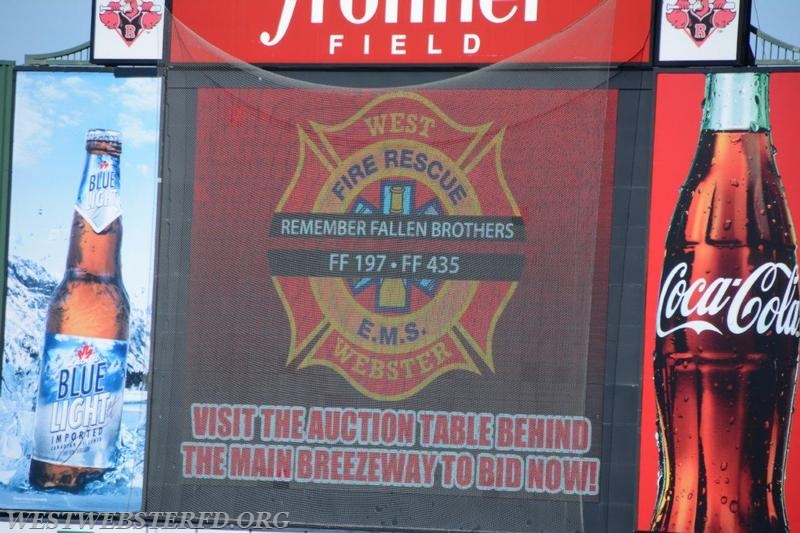 frontier
FIELD
R
R
BLUE
LIGHT
WEST
FIRE RESCUE
REMEMBER FALLEN BROTHERS
FF 197 • FF 435
E.M.S.
WEBSTER
VISIT THE AUCTION TABLE BEHIND
THE MAIN BREEZEWAY TO BID NOW!
BLUE
LIGHT
IMPORTED
Coca-Cola
WESTWEBSTERFD.ORG